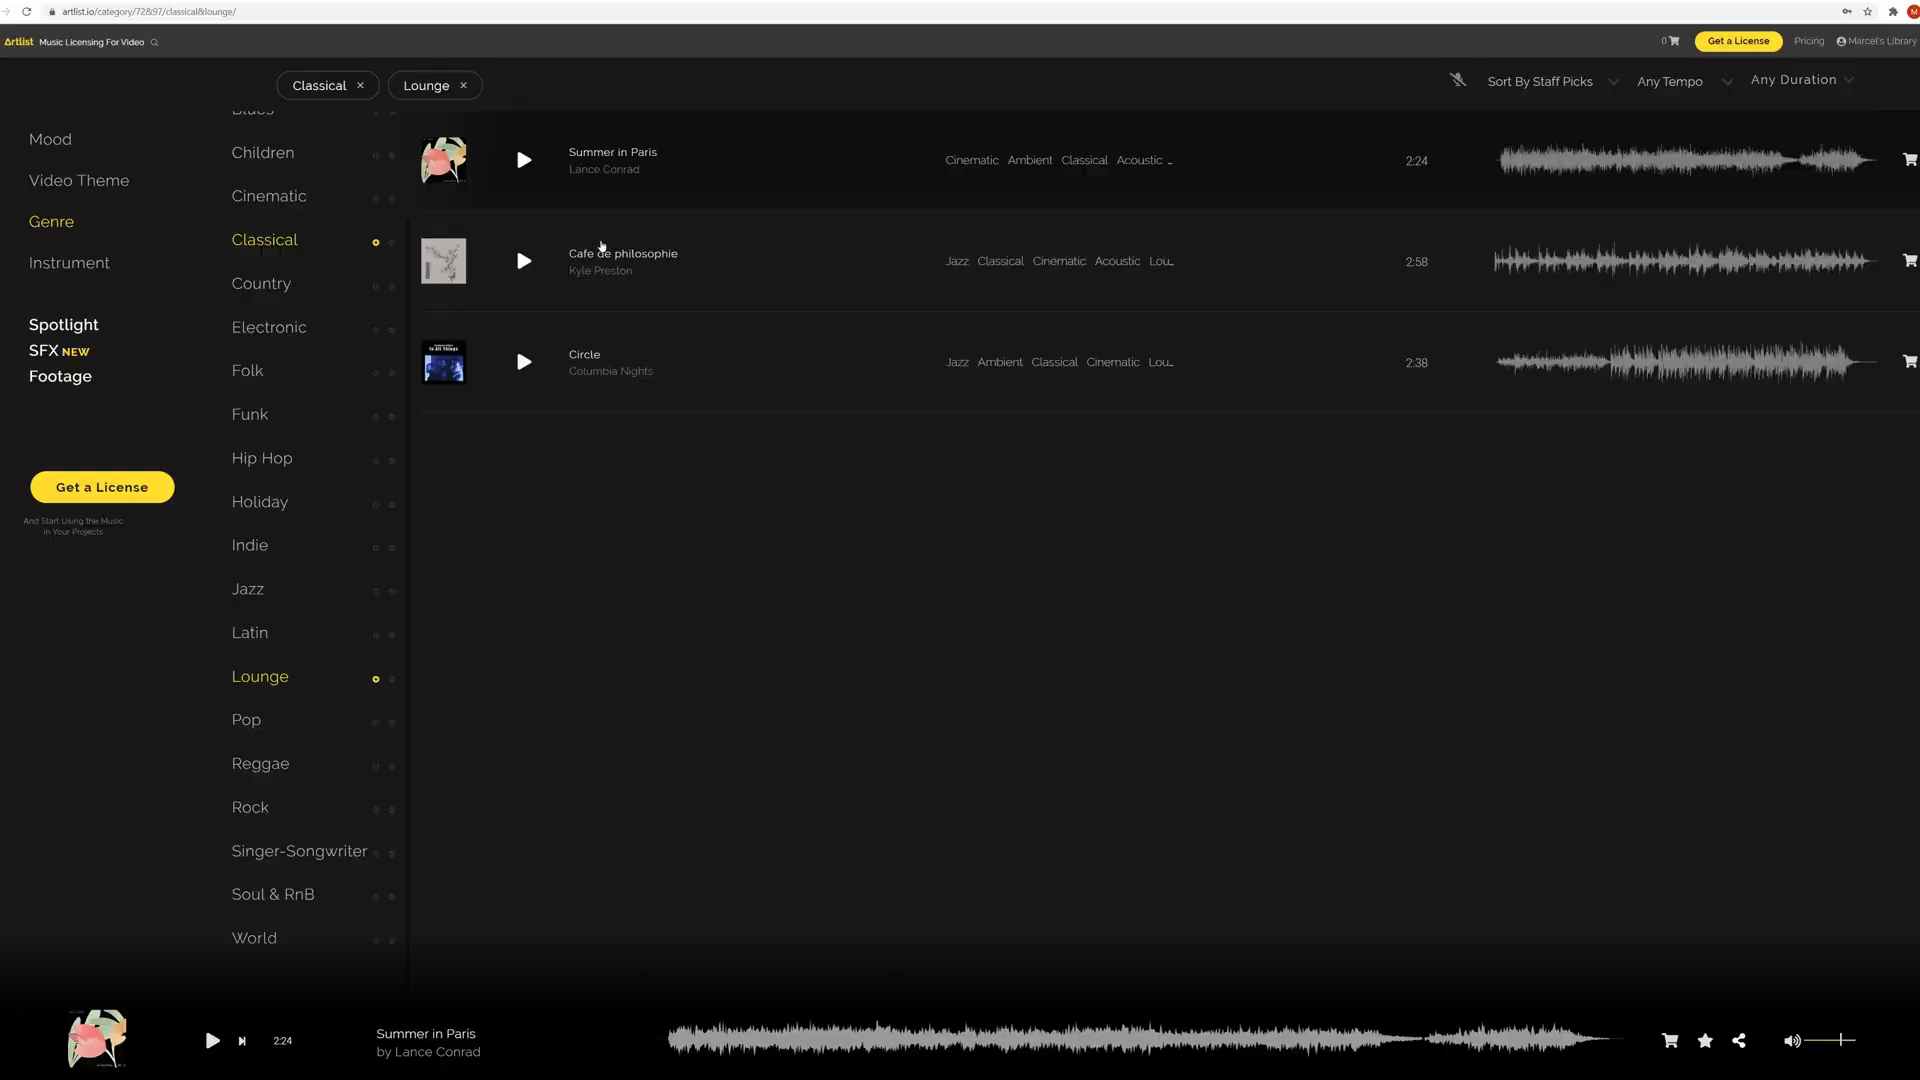 artlist.io/category/72&97/classical&lounge/
M
Artlist Music Licensing For Video
0
Get a License
Pricing
Marcel's Library
Classical ×
Lounge ×
Sort By Staff Picks
Any Tempo
Any Duration
Mood
Video Theme
Genre
Instrument
Spotlight
SFX NEW
Footage
Get a License
And Start Using the Music
in Your Projects
Blues
Children
Cinematic
Classical
Country
Electronic
Folk
Funk
Hip Hop
Holiday
Indie
Jazz
Latin
Lounge
Pop
Reggae
Rock
Singer-Songwriter
Soul & RnB
World
Summer in Paris
Lance Conrad
Cinematic Ambient Classical Acoustic ...
2:24
Cafe de philosophie
Kyle Preston
Jazz Classical Cinematic Acoustic Lou...
2:58
In All Things
Circle
Columbia Nights
Jazz Ambient Classical Cinematic Lou...
2:38
2:24
Summer in Paris
by Lance Conrad